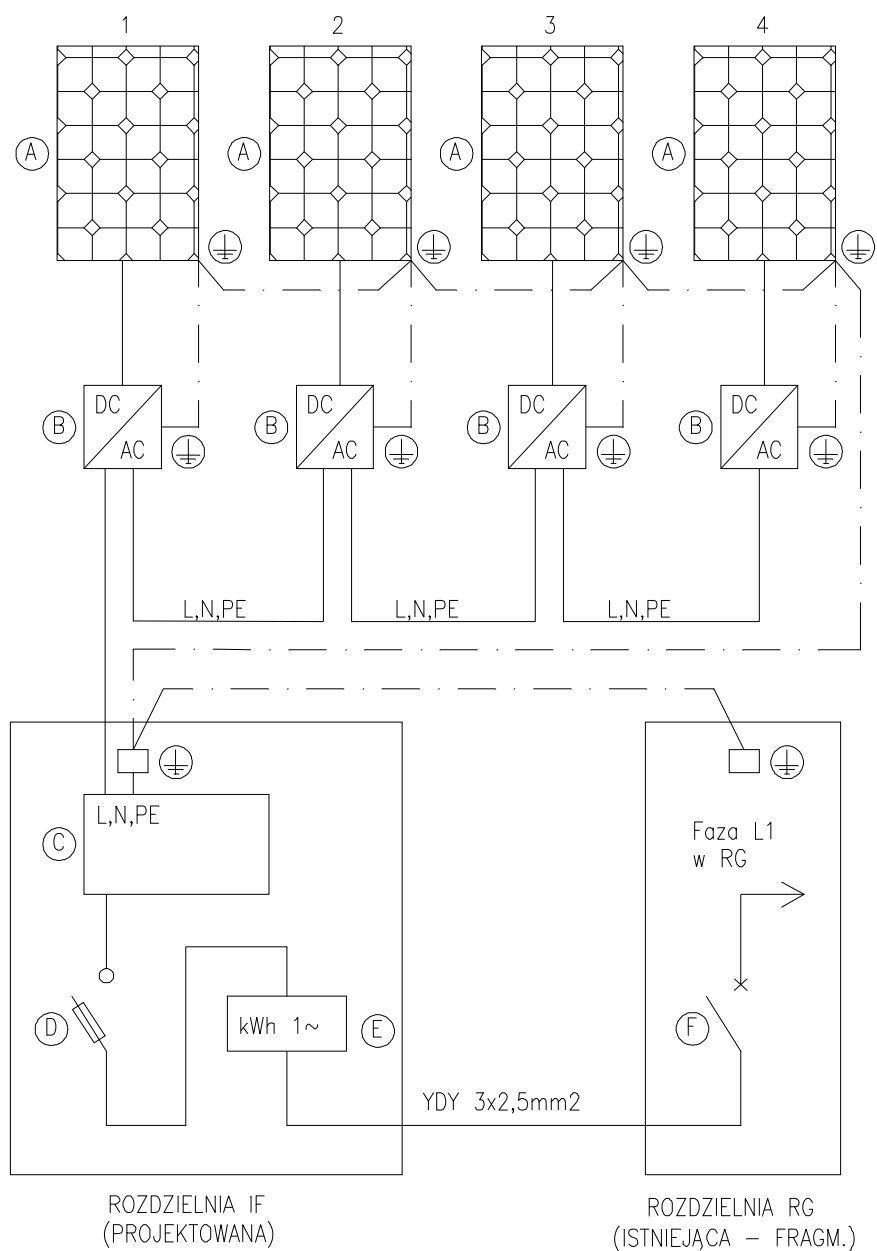 1
2
3
4
A
A
A
A
B
DC
AC
B
DC
AC
B
DC
AC
B
DC
AC
L,N,PE
L,N,PE
L,N,PE
L,N,PE
C
Faza L1
w RG
D
kWh 1~
E
F
YDY 3x2,5mm2
ROZDZIELNIA IF
(PROJEKTOWANA)
ROZDZIELNIA RG
(ISTNIEJĄCA – FRAGM.)